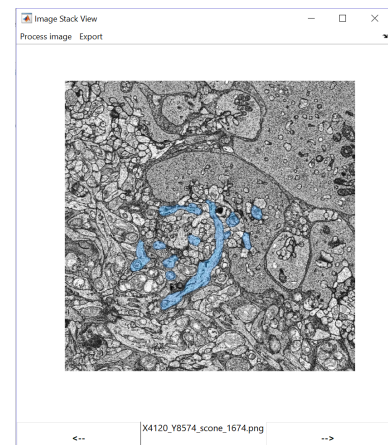 Image Stack View
Process image Export
X4120_Y8574_scone_1674.png
<-- -->